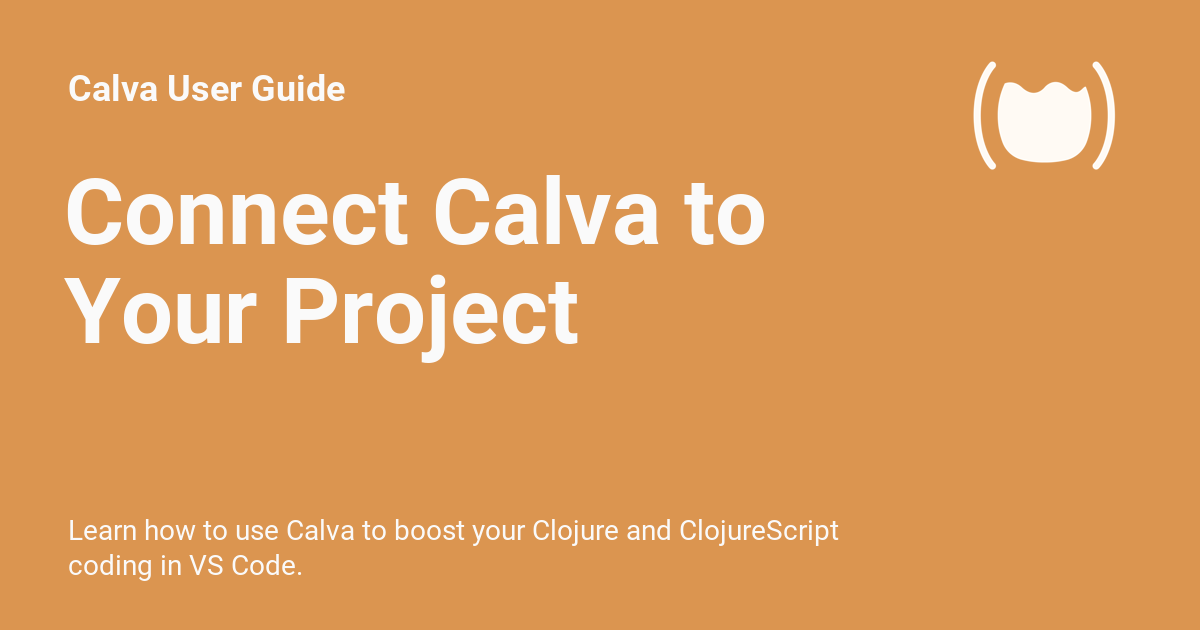 Calva User Guide
Connect Calva to
Your Project
Learn how to use Calva to boost your Clojure and ClojureScript
coding in VS Code.